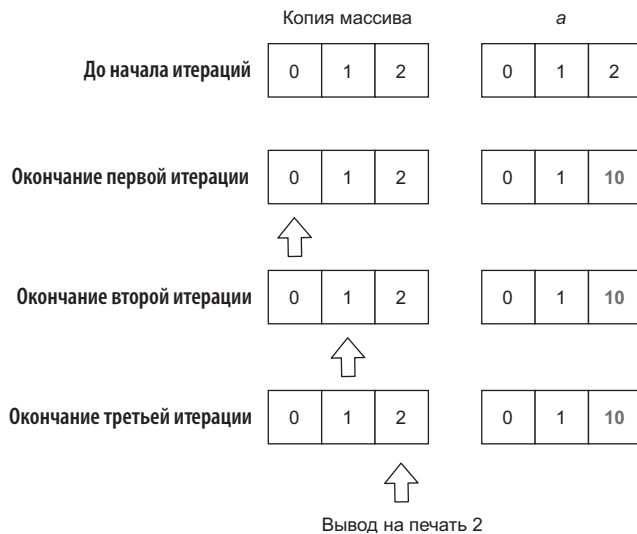 Копия массива a
До начала итераций 0 1 2 0 1 2
Окончание первой итерации 0 1 2 0 1 10
Окончание второй итерации 0 1 2 0 1 10
Окончание третьей итерации 0 1 2 0 1 10
Вывод на печать 2